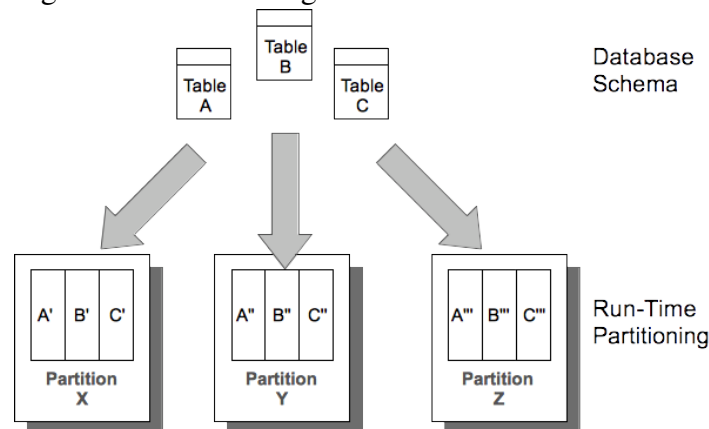 Table
B
Table
A
Table
C
Database
Schema
A' B' C'
A" B" C"
A"' B"' C"'
Run-Time
Partitioning
Partition
X
Partition
Y
Partition
Z